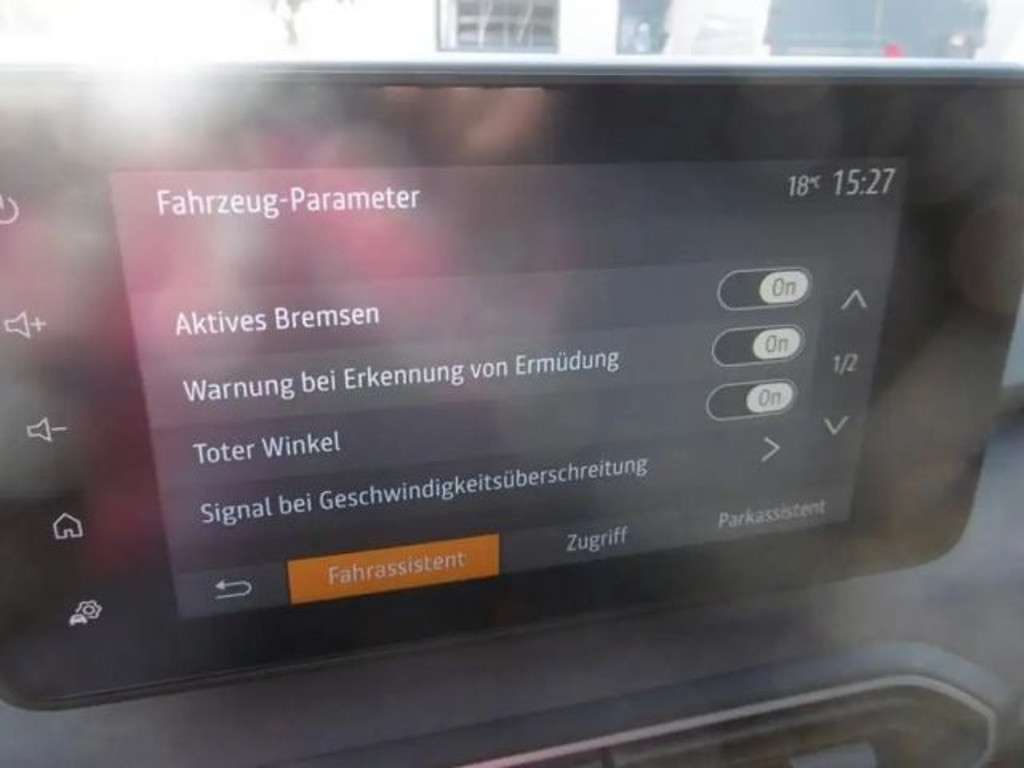 Fahrzeug-Parameter
18°C 15:27
Aktives Bremsen On
Warnung bei Erkennung von Ermüdung On
1/2
Toter Winkel On
Signal bei Geschwindigkeitsüberschreitung
Fahrassistent Zugriff Parkassistent